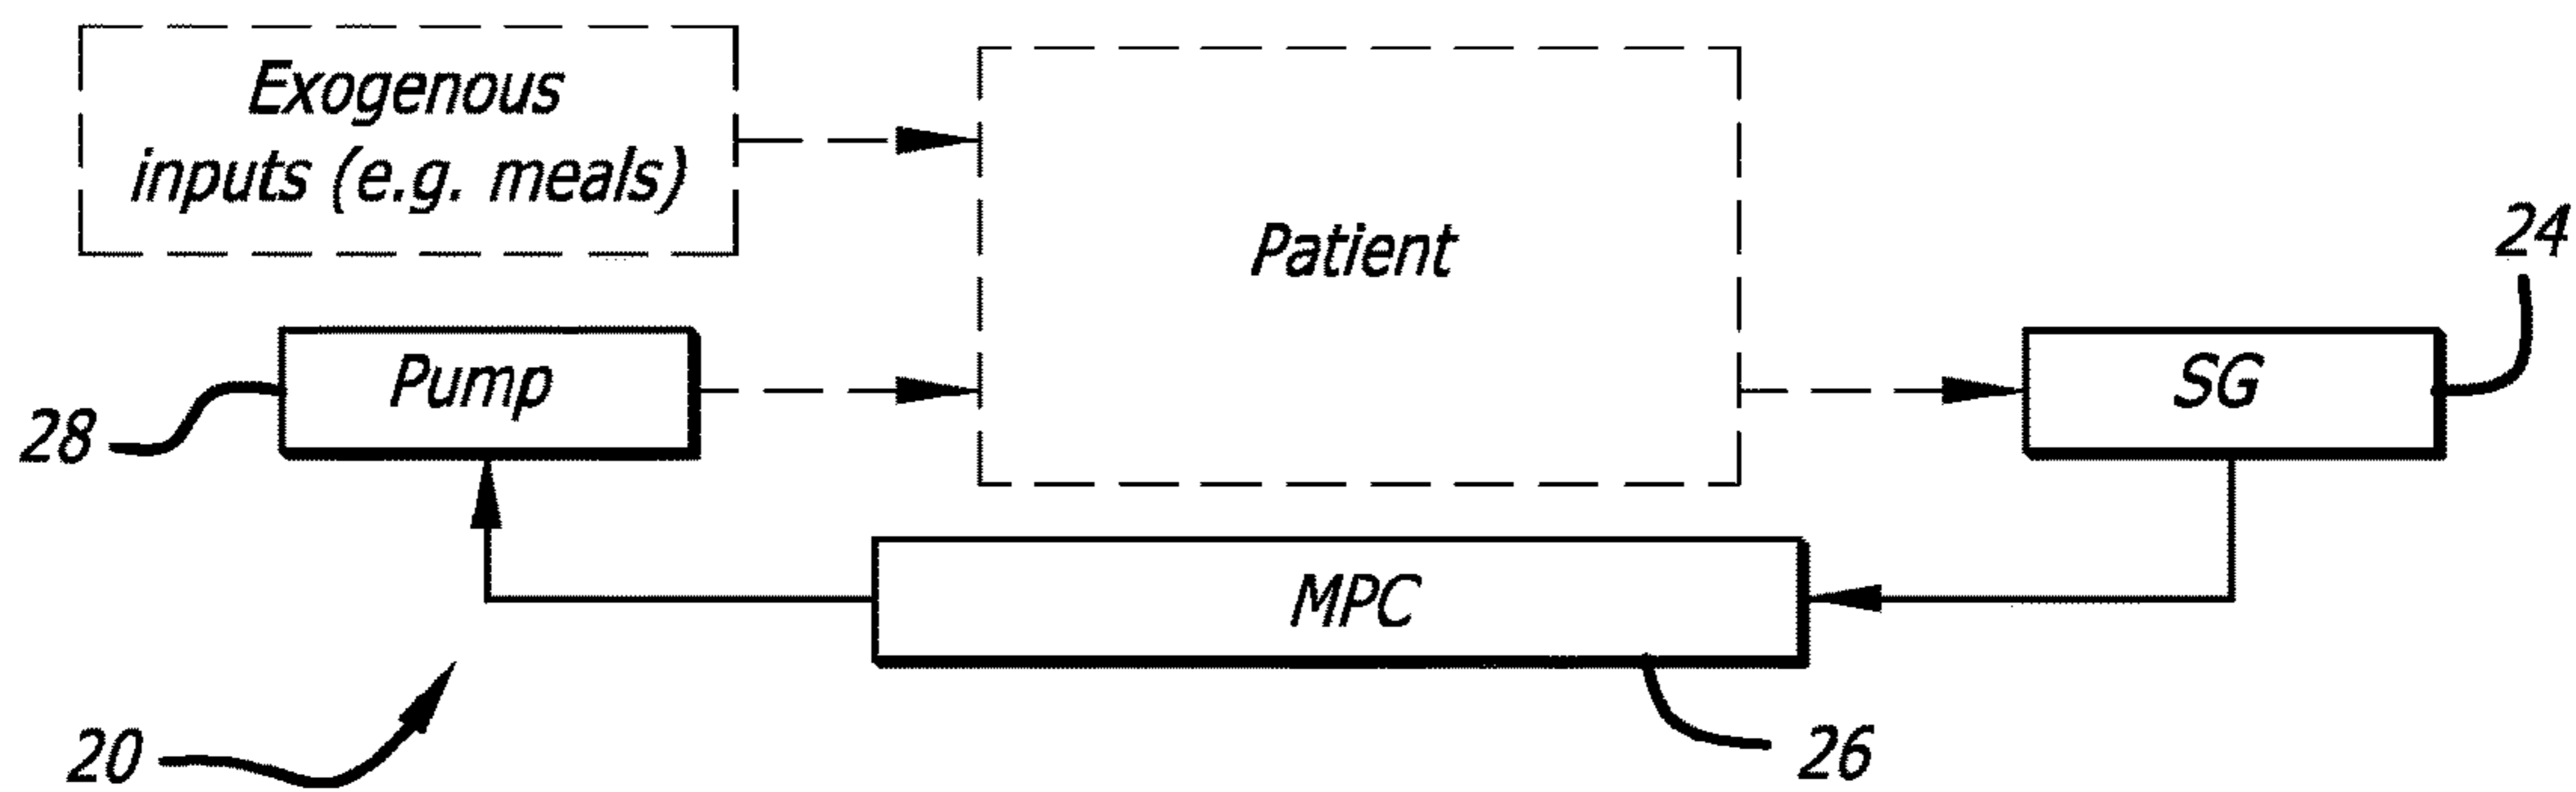 Exogenous
inputs (e.g. meals)
Patient
24
SG
Pump
28
MPC
20
26